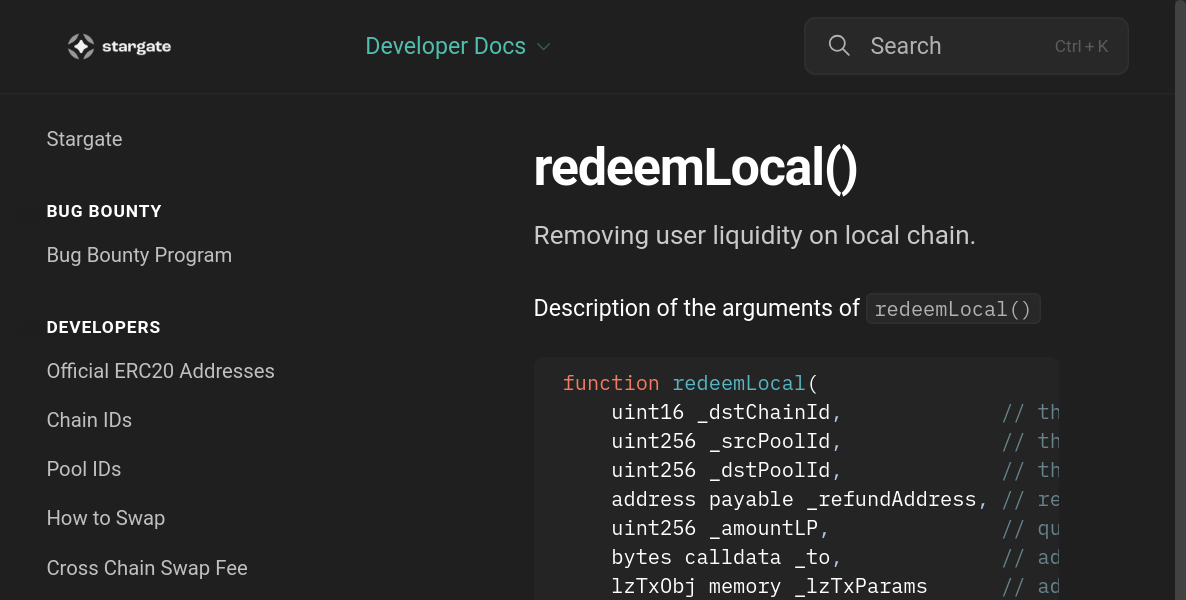 stargate
Developer Docs
Search
Ctrl + K
Stargate
BUG BOUNTY
Bug Bounty Program
DEVELOPERS
Official ERC20 Addresses
Chain IDs
Pool IDs
How to Swap
Cross Chain Swap Fee
redeemLocal()
Removing user liquidity on local chain.
Description of the arguments of redeemLocal()
function redeemLocal(
uint16 _dstChainId, // th
uint256 _srcPoolId, // th
uint256 _dstPoolId, // th
address payable _refundAddress, // re
uint256 _amountLP, // qu
bytes calldata _to, // ad
lzTxObj memory _lzTxParams // ad